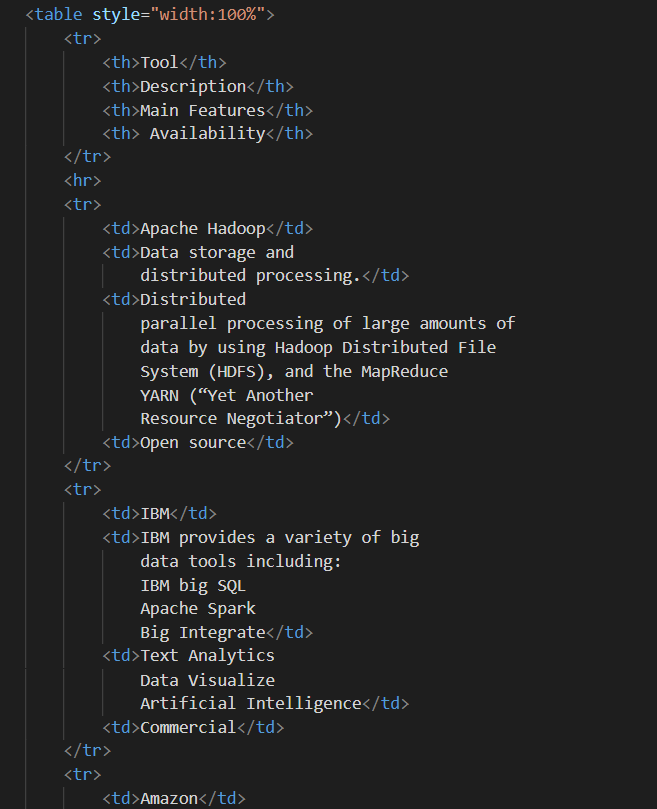 <table style="width:100%">
<tr>
<th>Tool</th>
<th>Description</th>
<th>Main Features</th>
<th> Availability</th>
</tr>
<hr>
<tr>
<td>Apache Hadoop</td>
<td>Data storage and
distributed processing.</td>
<td>Distributed
parallel processing of large amounts of
data by using Hadoop Distributed File
System (HDFS), and the MapReduce
YARN (“Yet Another
Resource Negotiator”)</td>
<td>Open source</td>
</tr>
<tr>
<td>IBM</td>
<td>IBM provides a variety of big
data tools including:
IBM big SQL
Apache Spark
Big Integrate</td>
<td>Text Analytics
Data Visualize
Artificial Intelligence</td>
<td>Commercial</td>
</tr>
<tr>
<td>Amazon</td>